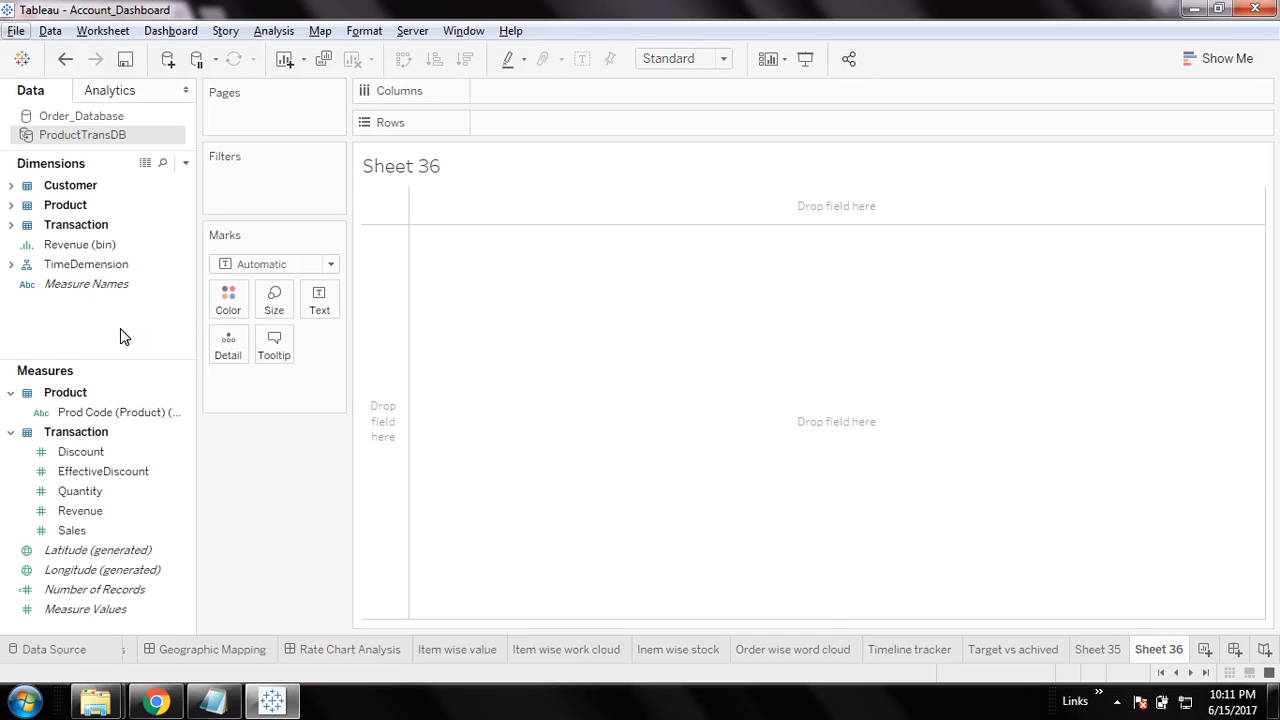 Tableau - Account_Dashboard
File Data Worksheet Dashboard Story Analysis Map Format Server Window Help
Standard
Show Me
Data Analytics
Order_Database
ProductTransDB
Dimensions
Customer
Product
Transaction
Revenue (bin)
TimeDemension
Abc Measure Names
Measures
Product
Abc Prod Code (Product) (...
Transaction
Discount
EffectiveDiscount
Quantity
Revenue
Sales
Latitude (generated)
Longitude (generated)
Number of Records
Measure Values
Pages
Filters
Marks
Automatic
Color Size Text
Detail Tooltip
Columns
Rows
Sheet 36
Drop field here
Drop
field
here
Drop field here
Data Source s Geographic Mapping Rate Chart Analysis Item wise value Item wise work cloud Inem wise stock Order wise word cloud Timeline tracker Target vs achived Sheet 35 Sheet 36
Links »
10:11 PM
6/15/2017